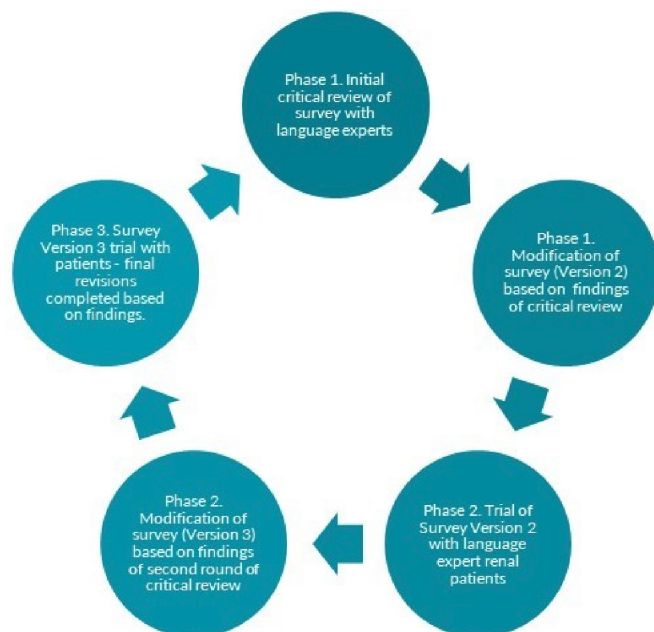 Phase 1. Initial
critical review of
survey with
language experts
Phase 1.
Modification of
survey (Version 2)
based on findings
of critical review
Phase 2. Trial of
Survey Version 2
with language
expert renal
patients
Phase 2.
Modification of
survey (Version 3)
based on findings
of second round of
critical review
Phase 3. Survey
Version 3 trial with
patients - final
revisions
completed based
on findings.